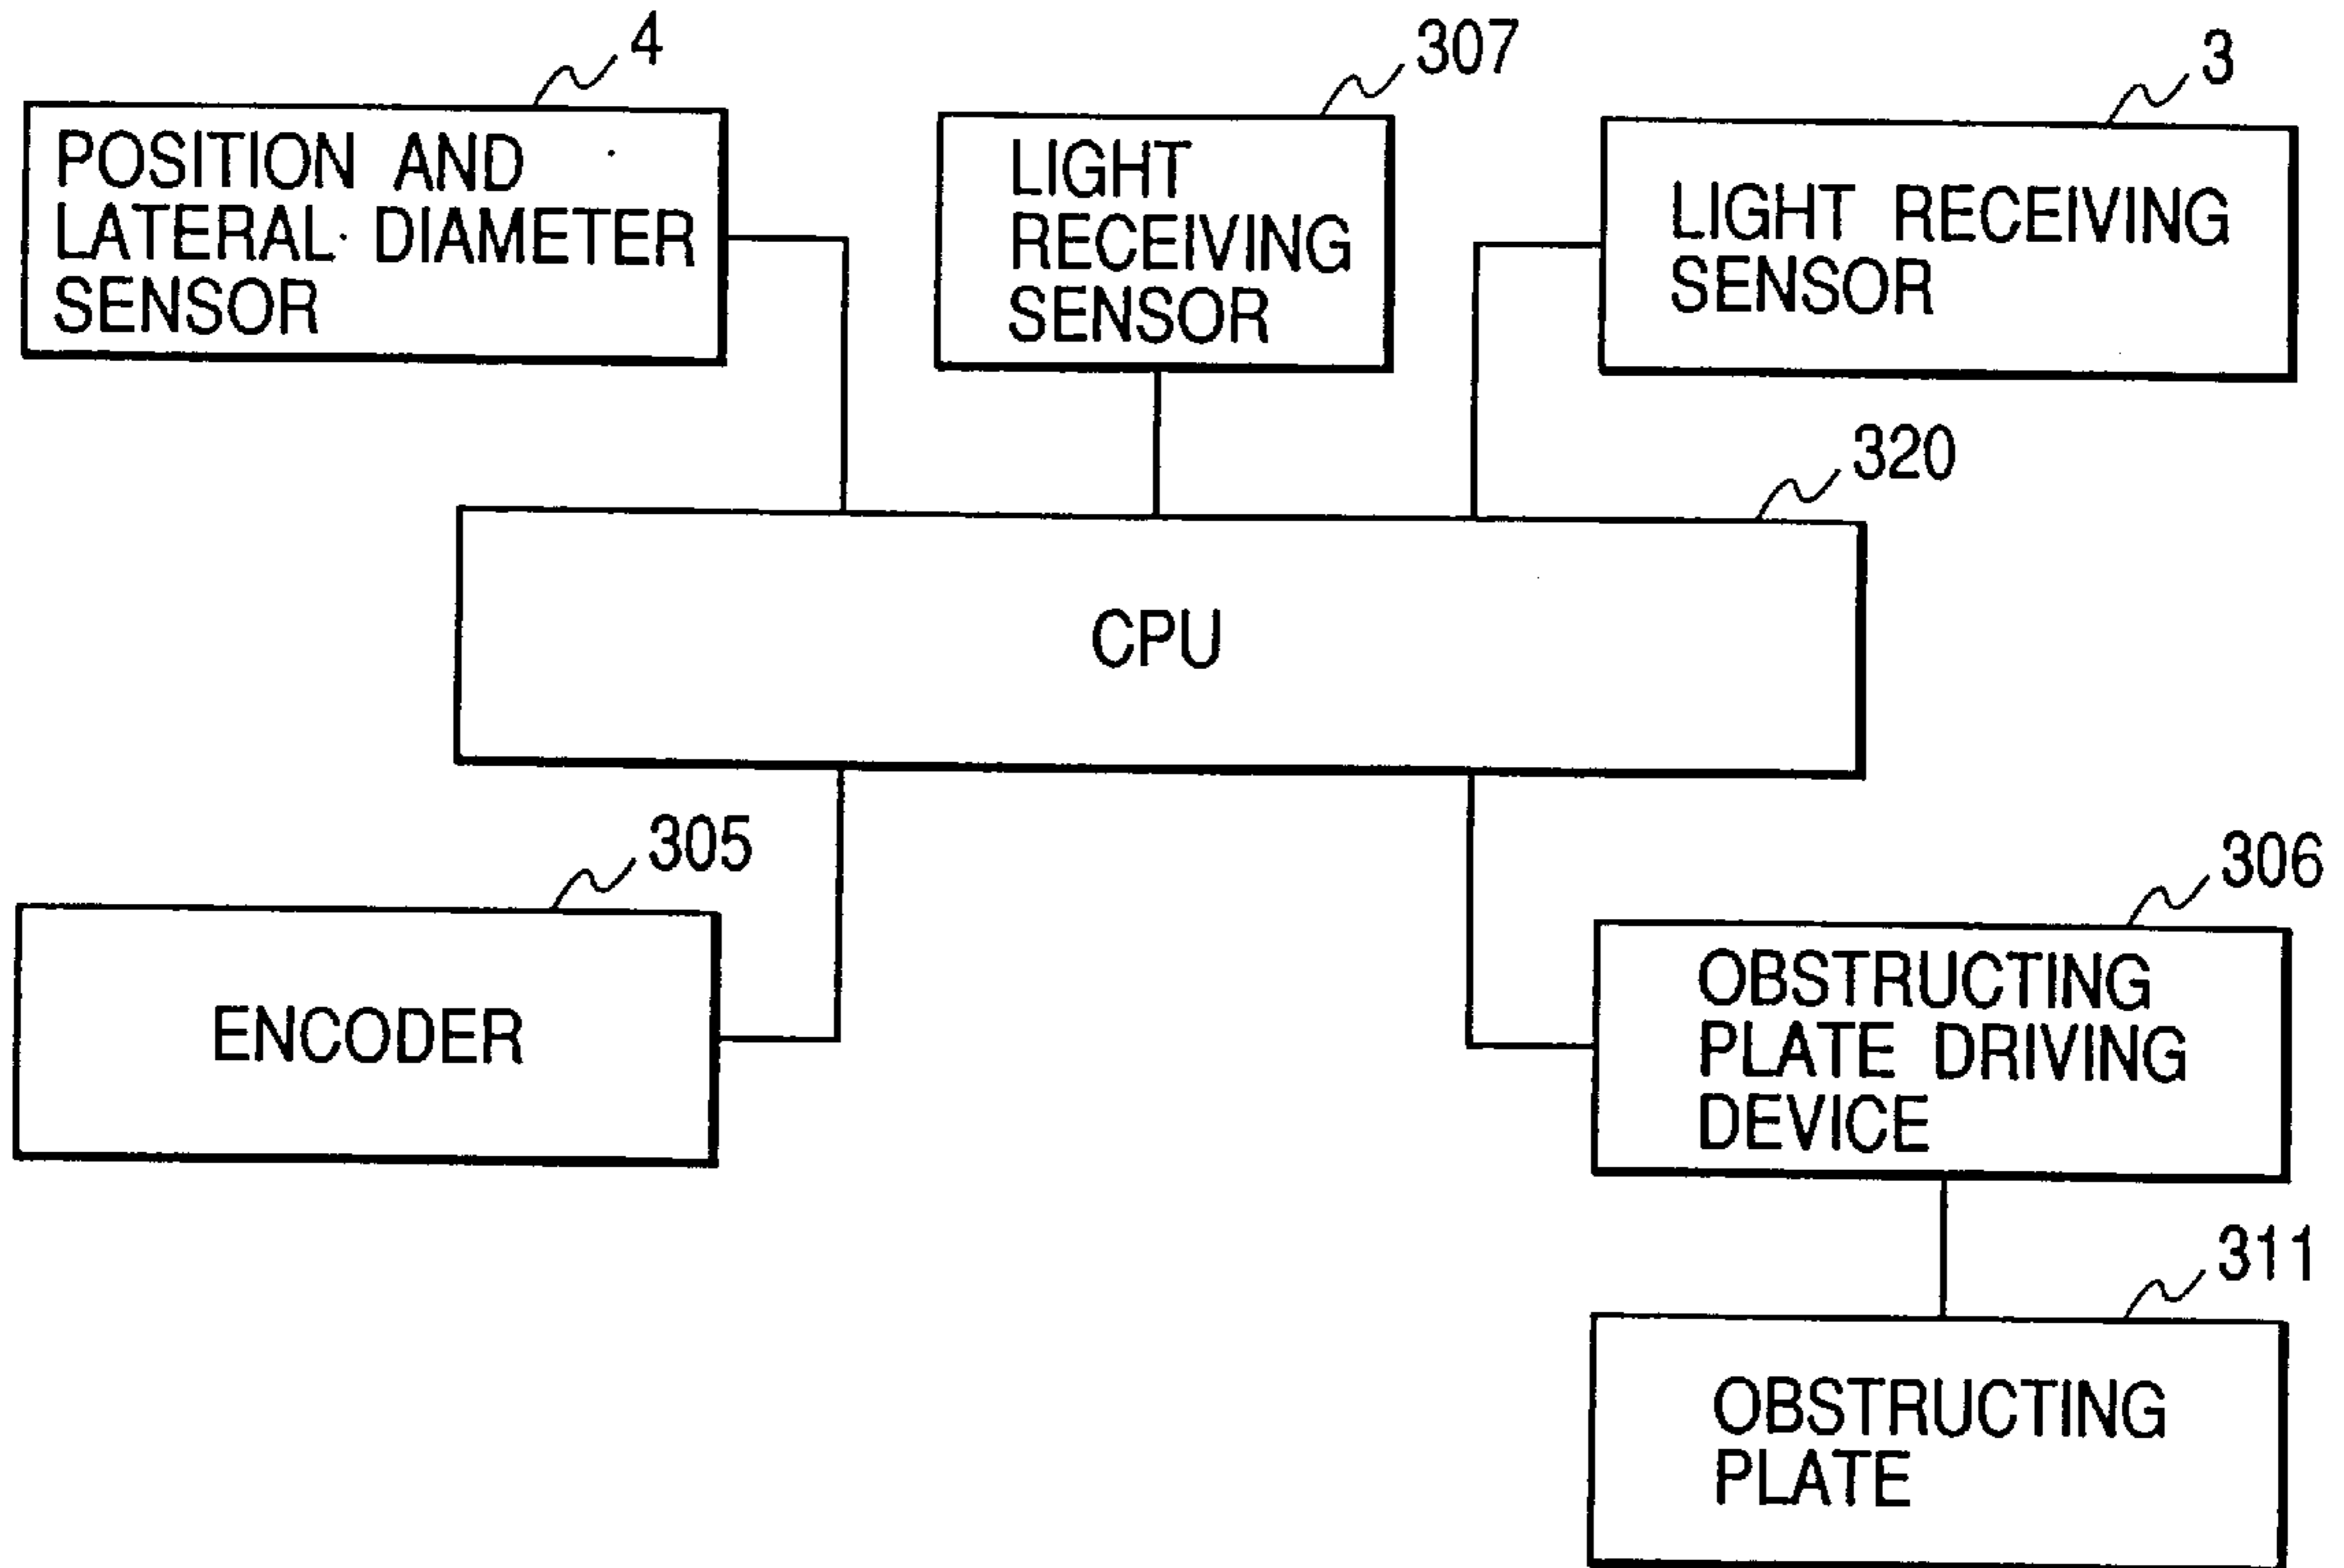 4
307
3
POSITION AND
LATERAL DIAMETER
SENSOR
LIGHT
RECEIVING
SENSOR
LIGHT RECEIVING
SENSOR
320
CPU
305
306
ENCODER
OBSTRUCTING
PLATE DRIVING
DEVICE
311
OBSTRUCTING
PLATE